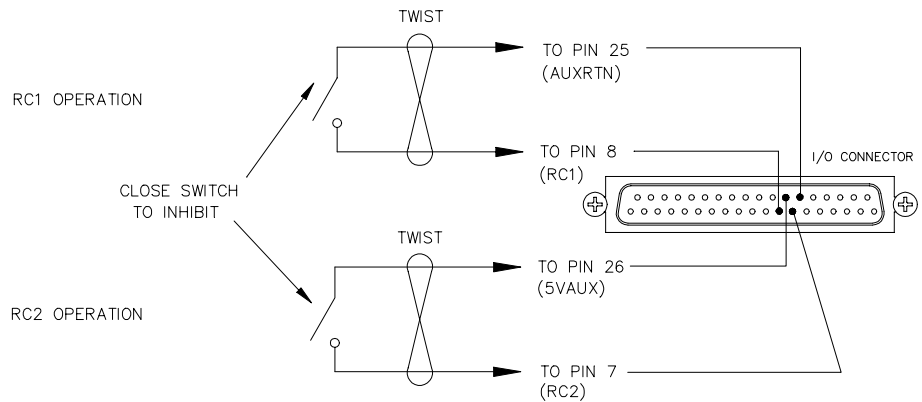 TWIST
TO PIN 25
(AUXRTN)
RC1 OPERATION
TO PIN 8
(RC1)
I/O CONNECTOR
CLOSE SWITCH
TO INHIBIT
TWIST
TO PIN 26
(5VAUX)
RC2 OPERATION
TO PIN 7
(RC2)